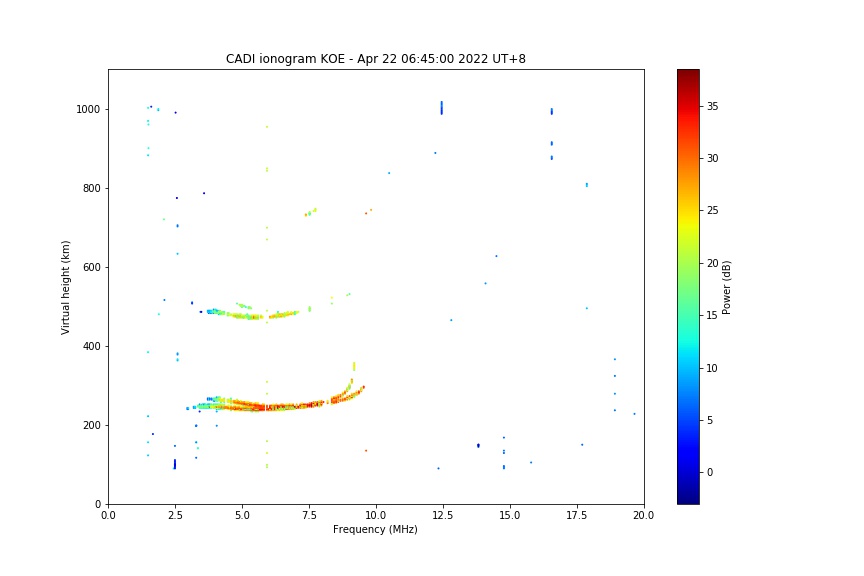 CADI ionogram KOE - Apr 22 06:45:00 2022 UT+8
1000
800
600
400
200
0
Virtual height (km)
0.0 2.5 5.0 7.5 10.0 12.5 15.0 17.5 20.0
Frequency (MHz)
35
30
25
20
15
10
5
0
Power (dB)